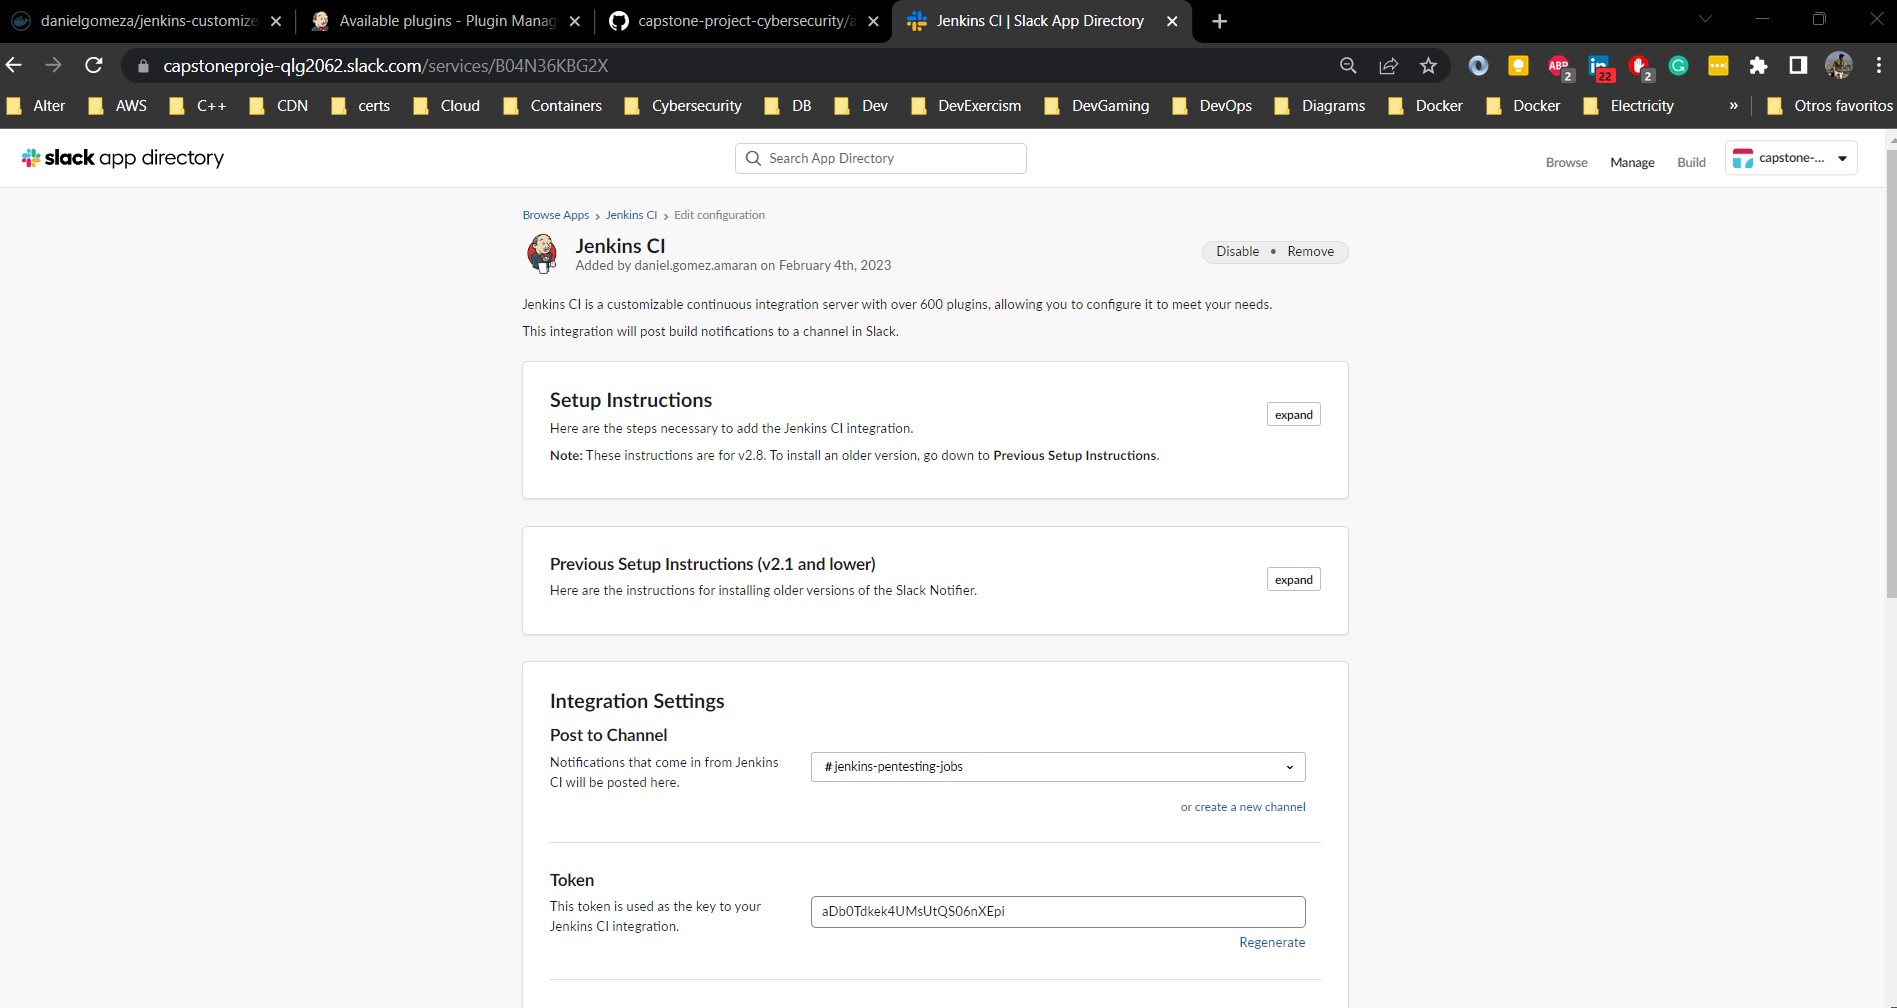 danielgomeza/jenkins-customize
Available plugins - Plugin Manag
capstone-project-cybersecurity/a
Jenkins CI | Slack App Directory
capstoneproje-qlg2062.slack.com/services/B04N36KBG2X
ABP 2 22 2
Alter AWS C++ CDN certs Cloud Containers Cybersecurity DB Dev DevExercism DevGaming DevOps Diagrams Docker Docker Electricity » Otros favoritos
slack app directory
Search App Directory
Browse Manage Build capstone-...
Browse Apps › Jenkins CI › Edit configuration
Jenkins CI
Added by daniel.gomez.amaran on February 4th, 2023
Disable • Remove
Jenkins CI is a customizable continuous integration server with over 600 plugins, allowing you to configure it to meet your needs.
This integration will post build notifications to a channel in Slack.
Setup Instructions
expand
Here are the steps necessary to add the Jenkins CI integration.
Note: These instructions are for v2.8. To install an older version, go down to Previous Setup Instructions.
Previous Setup Instructions (v2.1 and lower)
expand
Here are the instructions for installing older versions of the Slack Notifier.
Integration Settings
Post to Channel
Notifications that come in from Jenkins
CI will be posted here.
#jenkins-pentesting-jobs
or create a new channel
Token
This token is used as the key to your
Jenkins CI integration.
aDb0Tdkek4UMsUtQS06nXEpi
Regenerate